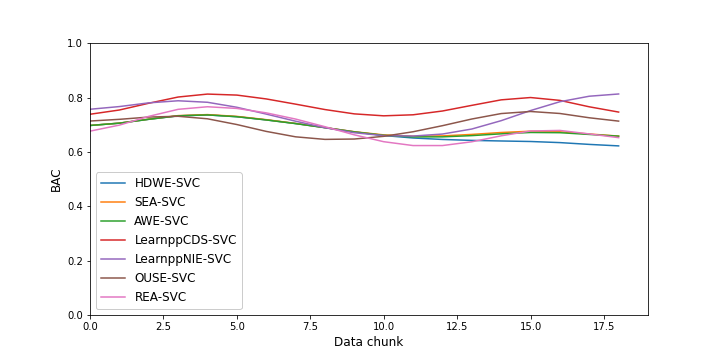 1.0
0.8
0.6
0.4
0.2
0.0
BAC
HDWE-SVC
SEA-SVC
AWE-SVC
LearnppCDS-SVC
LearnppNIE-SVC
OUSE-SVC
REA-SVC
0.0 2.5 5.0 7.5 10.0 12.5 15.0 17.5
Data chunk